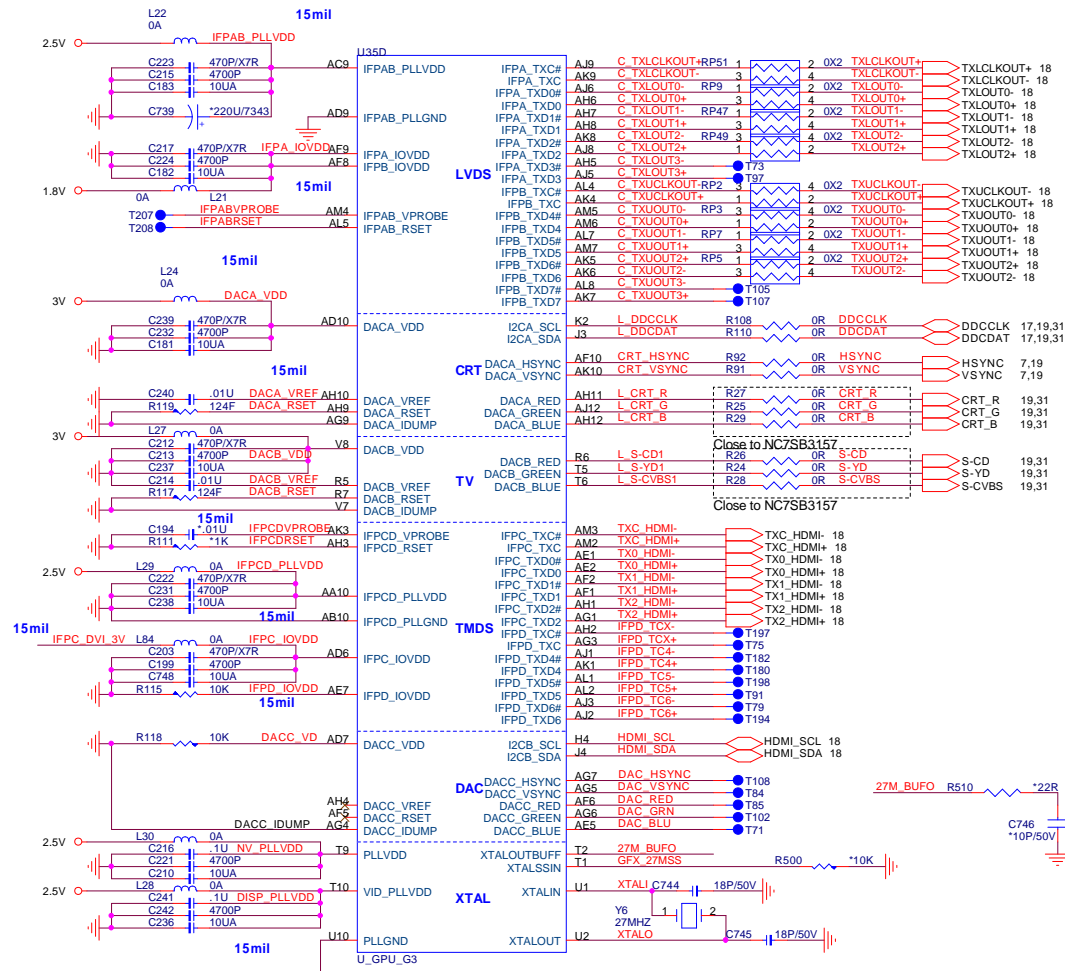 L22
0A
15mil
2.5V
IFPAB_PLLVDD
U35D
C223 470P/X7R
C215 4700P
C183 10UA
C739 *220U/7343
AC9 IFPAB_PLLVDD
AD9 IFPAB_PLLGND
C217 470P/X7R IFPA_IOVDD AF9 IFPA_IOVDD
C224 4700P AF8 IFPB_IOVDD
C182 10UA
1.8V
0A L21
15mil
T207 IFPABVPROBE AM4 IFPAB_VPROBE
T208 IFPABRSET AL5 IFPAB_RSET
LVDS
IFPA_TXC# AJ9 C_TXLCLKOUT+ RP51 1 2 0X2 TXLCLKOUT+ TXLCLKOUT+ 18
IFPA_TXC AK9 C_TXLCLKOUT- 3 4 TXLCLKOUT- TXLCLKOUT- 18
IFPA_TXD0# AJ6 C_TXLOUT0- RP9 1 2 0X2 TXLOUT0- TXLOUT0- 18
IFPA_TXD0 AH6 C_TXLOUT0+ 3 4 TXLOUT0+ TXLOUT0+ 18
IFPA_TXD1# AH7 C_TXLOUT1- RP47 1 2 0X2 TXLOUT1- TXLOUT1- 18
IFPA_TXD1 AH8 C_TXLOUT1+ 3 4 TXLOUT1+ TXLOUT1+ 18
IFPA_TXD2# AK8 C_TXLOUT2- RP49 3 4 0X2 TXLOUT2- TXLOUT2- 18
IFPA_TXD2 AJ8 C_TXLOUT2+ 1 2 TXLOUT2+ TXLOUT2+ 18
IFPA_TXD3# AH5 C_TXLOUT3- T73
IFPA_TXD3 AJ5 C_TXLOUT3+ T97
IFPB_TXC# AL4 C_TXUCLKOUT- RP2 3 4 0X2 TXUCLKOUT- TXUCLKOUT- 18
IFPB_TXC AK4 C_TXUCLKOUT+ 1 2 TXUCLKOUT+ TXUCLKOUT+ 18
IFPB_TXD4# AM5 C_TXUOUT0- RP3 3 4 0X2 TXUOUT0- TXUOUT0- 18
IFPB_TXD4 AM6 C_TXUOUT0+ 1 2 TXUOUT0+ TXUOUT0+ 18
IFPB_TXD5# AL7 C_TXUOUT1- RP7 1 2 0X2 TXUOUT1- TXUOUT1- 18
IFPB_TXD5 AM7 C_TXUOUT1+ 3 4 TXUOUT1+ TXUOUT1+ 18
IFPB_TXD6# AK5 C_TXUOUT2+ RP5 1 2 0X2 TXUOUT2+ TXUOUT2+ 18
IFPB_TXD6 AK6 C_TXUOUT2- 3 4 TXUOUT2- TXUOUT2- 18
IFPB_TXD7# AL8 C_TXUOUT3- T105
IFPB_TXD7 AK7 C_TXUOUT3+ T107
15mil
L24
0A
3V
DACA_VDD
C239 470P/X7R AD10 DACA_VDD
C232 4700P
C181 10UA
15mil
C240 .01U DACA_VREF AH10 DACA_VREF
R119 124F DACA_RSET AH9 DACA_RSET
AG9 DACA_IDUMP
CRT
I2CA_SCL K2 L_DDCCLK R108 0R DDCCLK DDCCLK 17,19,31
I2CA_SDA J3 L_DDCDAT R110 0R DDCDAT DDCDAT 17,19,31
DACA_HSYNC AF10 CRT_HSYNC R92 0R HSYNC HSYNC 7,19
DACA_VSYNC AK10 CRT_VSYNC R91 0R VSYNC VSYNC 7,19
DACA_RED AH11 L_CRT_R R27 0R CRT_R CRT_R 19,31
DACA_GREEN AJ12 L_CRT_G R25 0R CRT_G CRT_G 19,31
DACA_BLUE AH12 L_CRT_B R29 0R CRT_B CRT_B 19,31
Close to NC7SB3157
3V
L27 0A
C212 470P/X7R V8 DACB_VDD
C213 4700P DACB_VDD
C237 10UA
C214 .01U DACB_VREF R5 DACB_VREF
R117 124F DACB_RSET R7 DACB_RSET
V7 DACB_IDUMP
15mil
TV
DACB_RED R6 L_S-CD1 R26 0R S-CD S-CD 19,31
DACB_GREEN T5 L_S-YD1 R24 0R S-YD S-YD 19,31
DACB_BLUE T6 L_S-CVBS1 R28 0R S-CVBS S-CVBS 19,31
Close to NC7SB3157
C194 *.01U IFPCDVPROBE AK3 IFPCD_VPROBE
R111 *1K IFPCDRSET AH3 IFPCD_RSET
2.5V
L29 0A IFPCD_PLLVDD
C222 470P/X7R
C231 4700P AA10 IFPCD_PLLVDD
C238 10UA
AB10 IFPCD_PLLGND
15mil
15mil
IFPC_DVI_3V L84 0A IFPC_IOVDD
C203 470P/X7R AD6 IFPC_IOVDD
C199 4700P
C748 10UA
R115 10K IFPD_IOVDD AE7 IFPD_IOVDD
15mil
TMDS
IFPC_TXC# AM3 TXC_HDMI- TXC_HDMI- 18
IFPC_TXC AM2 TXC_HDMI+ TXC_HDMI+ 18
IFPC_TXD0# AE1 TX0_HDMI- TX0_HDMI- 18
IFPC_TXD0 AE2 TX0_HDMI+ TX0_HDMI+ 18
IFPC_TXD1# AF2 TX1_HDMI- TX1_HDMI- 18
IFPC_TXD1 AF1 TX1_HDMI+ TX1_HDMI+ 18
IFPC_TXD2# AH1 TX2_HDMI- TX2_HDMI- 18
IFPC_TXD2 AG1 TX2_HDMI+ TX2_HDMI+ 18
IFPD_TXC# AH2 IFPD_TCX- T197
IFPD_TXC AG3 IFPD_TCX+ T75
IFPD_TXD4# AJ1 IFPD_TC4- T182
IFPD_TXD4 AK1 IFPD_TC4+ T180
IFPD_TXD5# AL1 IFPD_TC5- T198
IFPD_TXD5 AL2 IFPD_TC5+ T91
IFPD_TXD6# AJ3 IFPD_TC6- T79
IFPD_TXD6 AJ2 IFPD_TC6+ T194
R118 10K DACC_VD AD7 DACC_VDD
I2CB_SCL H4 HDMI_SCL HDMI_SCL 18
I2CB_SDA J4 HDMI_SDA HDMI_SDA 18
DAC
DACC_HSYNC AG7 DAC_HSYNC T108
DACC_VSYNC AG5 DAC_VSYNC T84
DACC_RED AF6 DAC_RED T85
DACC_GREEN AG6 DAC_GRN T102
DACC_BLUE AE5 DAC_BLU T71
AH4 DACC_VREF
AF5 DACC_RSET
DACC_IDUMP AG4 DACC_IDUMP
27M_BUFO R510 *22R
C746
*10P/50V
2.5V
L30 0A
C216 .1U NV_PLLVDD T9 PLLVDD
C221 4700P
C210 10UA
2.5V
L28 0A T10 VID_PLLVDD
C241 .1U DISP_PLLVDD
C242 4700P
C236 10UA
U10 PLLGND
15mil
XTAL
XTALOUTBUFF T2 27M_BUFO
XTALSSIN T1 GFX_27MSS R500 *10K
XTALIN U1 XTALI C744 18P/50V
Y6 1 2
27MHZ
XTALOUT U2 XTALO C745 18P/50V
U_GPU_G3